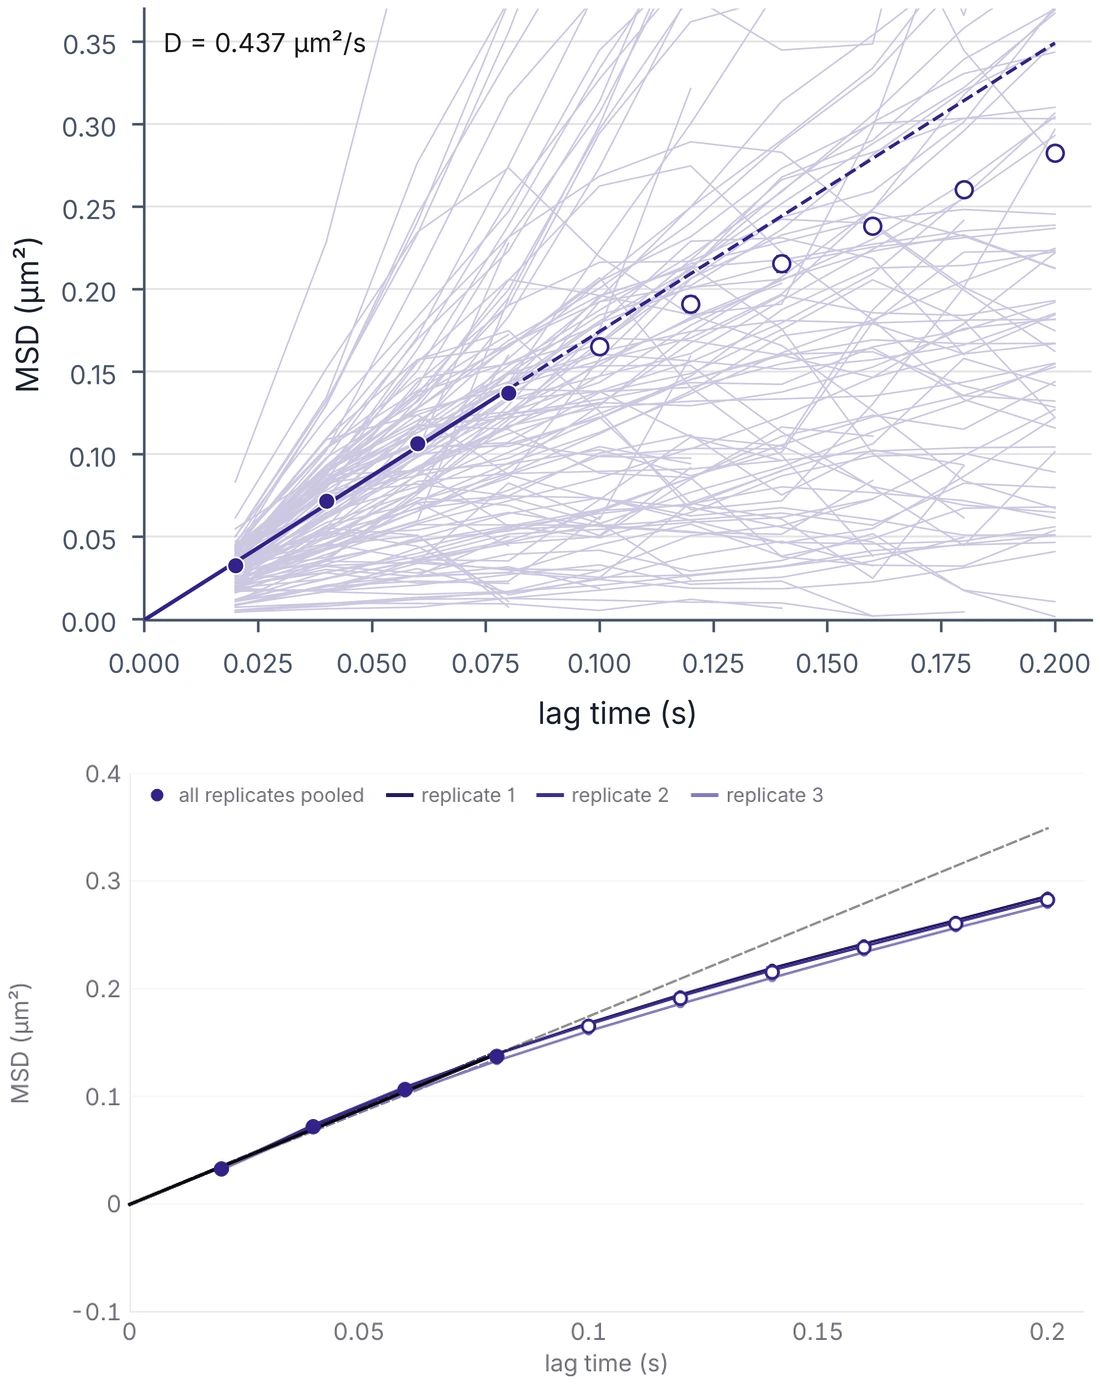 D = 0.437 µm²/s
0.35
0.30
0.25
0.20
0.15
0.10
0.05
0.00
MSD (µm²)
0.000 0.025 0.050 0.075 0.100 0.125 0.150 0.175 0.200
lag time (s)
all replicates pooled replicate 1 replicate 2 replicate 3
0.4
0.3
0.2
0.1
0
-0.1
MSD (µm²)
0 0.05 0.1 0.15 0.2
lag time (s)